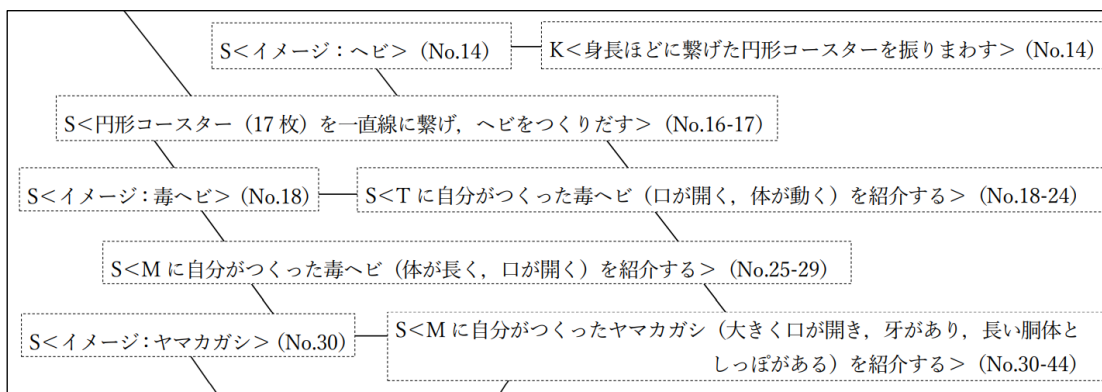 S<イメージ：ヘビ>（No.14）
K<身長ほどに繋げた円形コースターを振りまわす>（No.14）
S<円形コースター（17 枚）を一直線に繋げ，ヘビをつくりだす>（No.16-17）
S<イメージ：毒ヘビ>（No.18）
S<T に自分がつくった毒ヘビ（口が開く，体が動く）を紹介する>（No.18-24）
S<M に自分がつくった毒ヘビ（体が長く，口が開く）を紹介する>（No.25-29）
S<イメージ：ヤマカガシ>（No.30）
S<M に自分がつくったヤマカガシ（大きく口が開き，牙があり，長い胴体と
しっぽがある）を紹介する>（No.30-44）